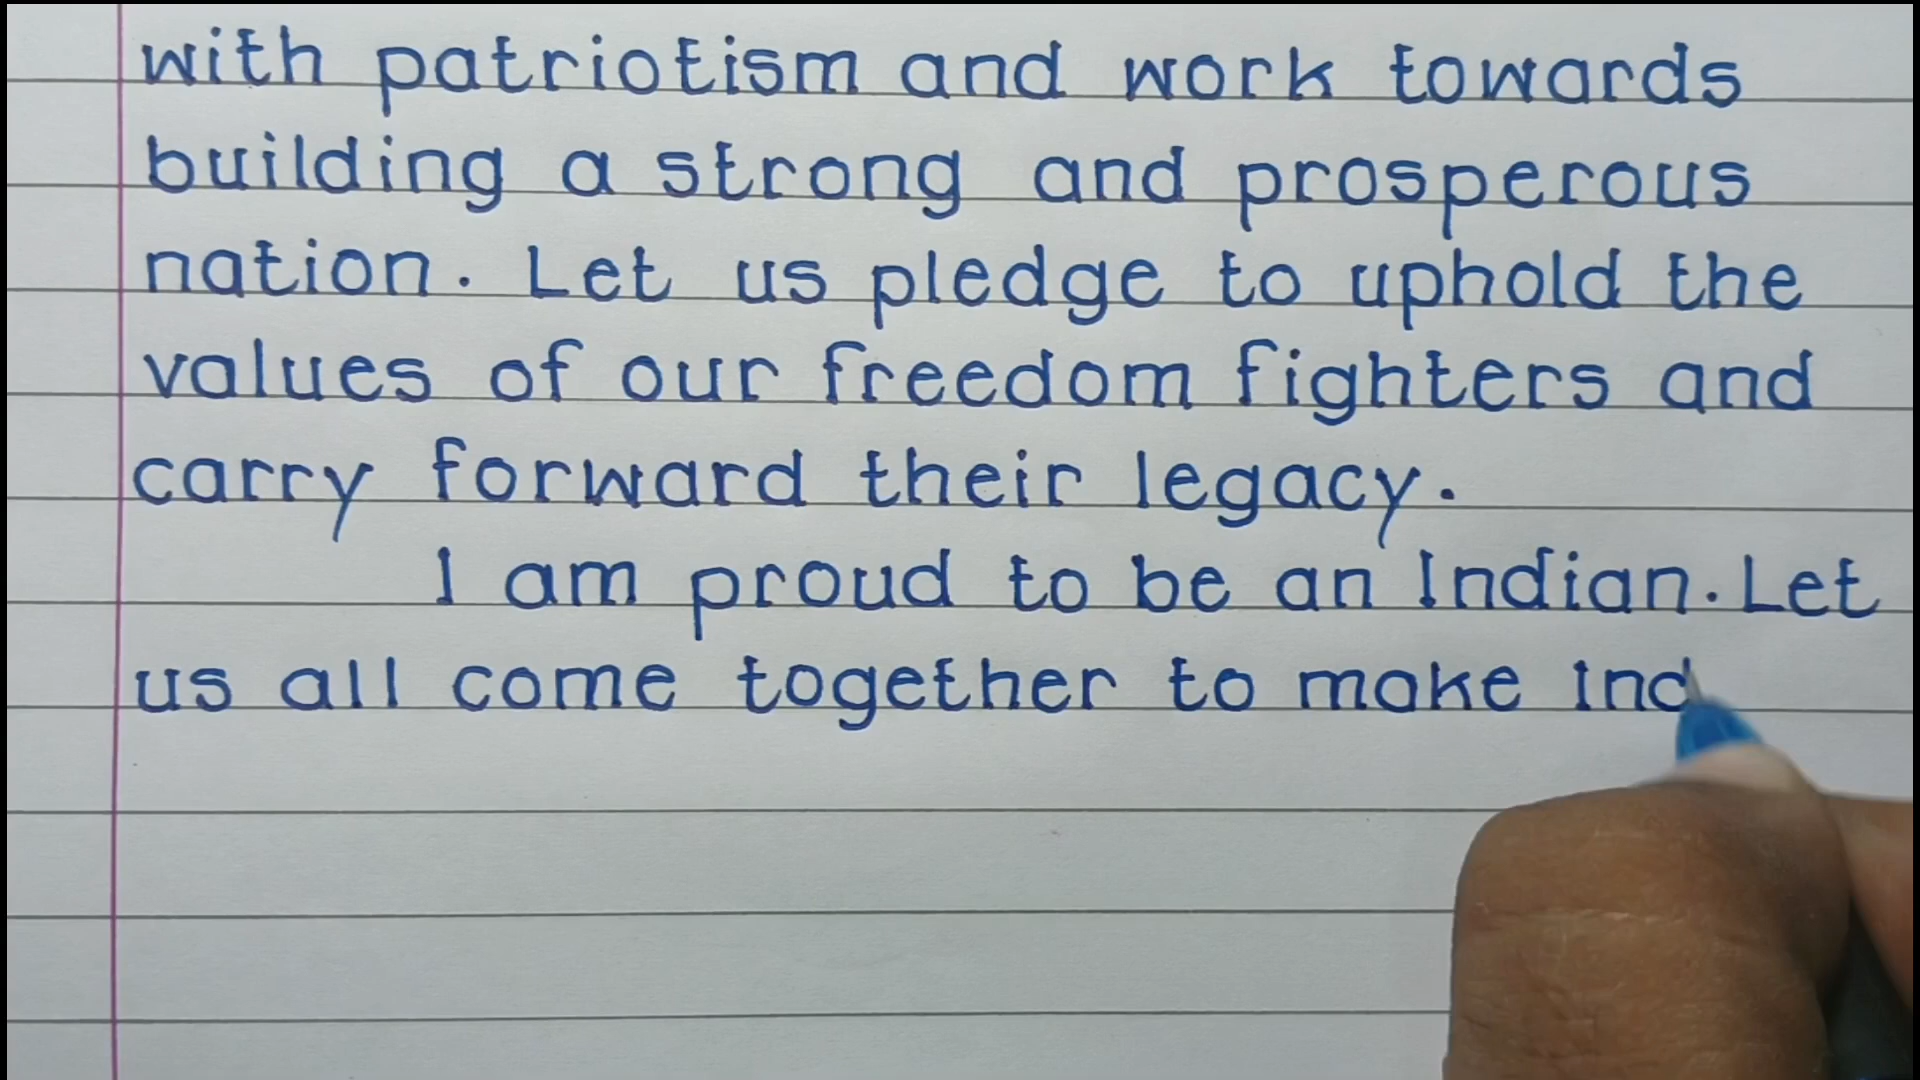 with patriotism and work towards
building a strong and prosperous
nation. Let us pledge to uphold the
values of our freedom fighters and
carry forward their legacy.
I am proud to be an Indian. Let
us all come together to make Ind